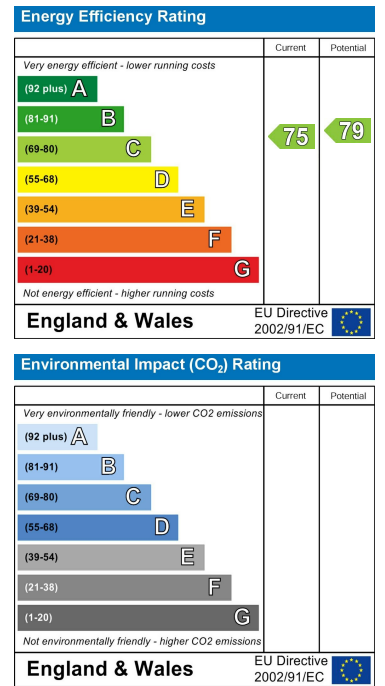 Energy Efficiency Rating
Current Potential
Very energy efficient - lower running costs
(92 plus) A
(81-91) B
(69-80) C
(55-68) D
(39-54) E
(21-38) F
(1-20) G
75 79
Not energy efficient - higher running costs
England & Wales
EU Directive
2002/91/EC
Environmental Impact (CO₂) Rating
Current Potential
Very environmentally friendly - lower CO2 emissions
(92 plus) A
(81-91) B
(69-80) C
(55-68) D
(39-54) E
(21-38) F
(1-20) G
Not environmentally friendly - higher CO2 emissions
England & Wales
EU Directive
2002/91/EC